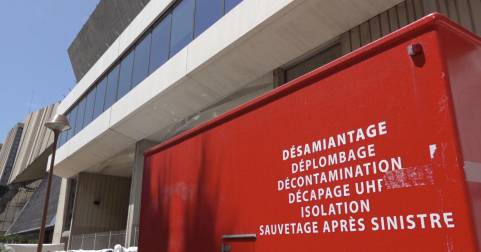 DÉSAMIANTAGE
DÉPLOMBAGE
DÉCONTAMINATION
DÉCAPAGE UHP
ISOLATION
SAUVETAGE APRÈS SINISTRE